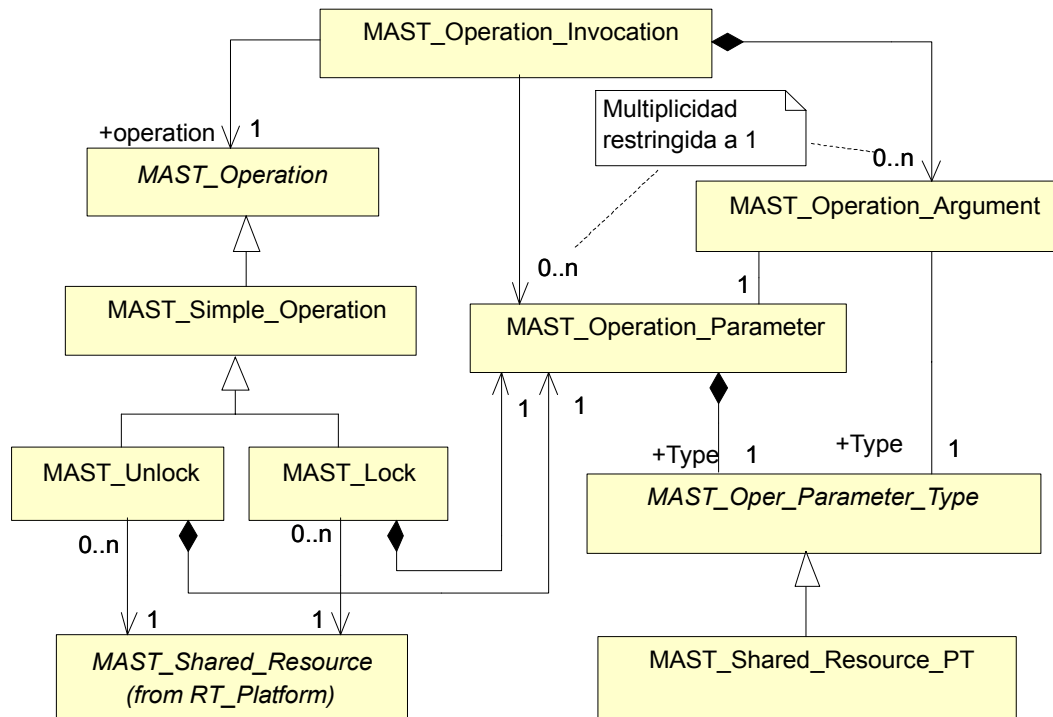 MAST_Operation_Invocation
Multiplicidad
restringida a 1
+operation
1
0..n
MAST_Operation
MAST_Operation_Argument
0..n
1
1
MAST_Simple_Operation
MAST_Operation_Parameter
1
1
MAST_Unlock
MAST_Lock
+Type
1
+Type
1
MAST_Oper_Parameter_Type
0..n
0..n
1
1
MAST_Shared_Resource
(from RT_Platform)
MAST_Shared_Resource_PT